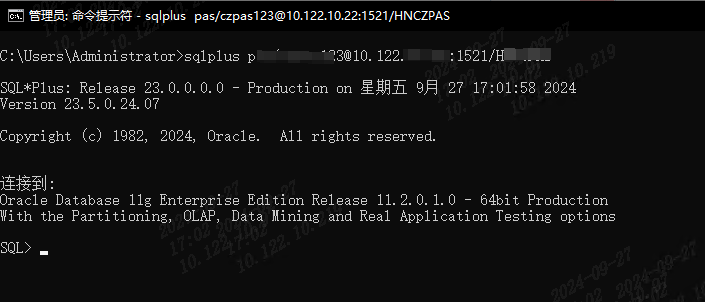 管理员: 命令提示符 - sqlplus  pas/czpas123@10.122.10.22:1521/HNCZPAS
C:\Users\Administrator>sqlplus p 123@10.122. :1521/H
SQL*Plus: Release 23.0.0.0.0 - Production on 星期五 9月 27 17:01:58 2024
Version 23.5.0.24.07
Copyright (c) 1982, 2024, Oracle.  All rights reserved.
连接到:
Oracle Database 11g Enterprise Edition Release 11.2.0.1.0 - 64bit Production
With the Partitioning, OLAP, Data Mining and Real Application Testing options
SQL>
2024-09-27